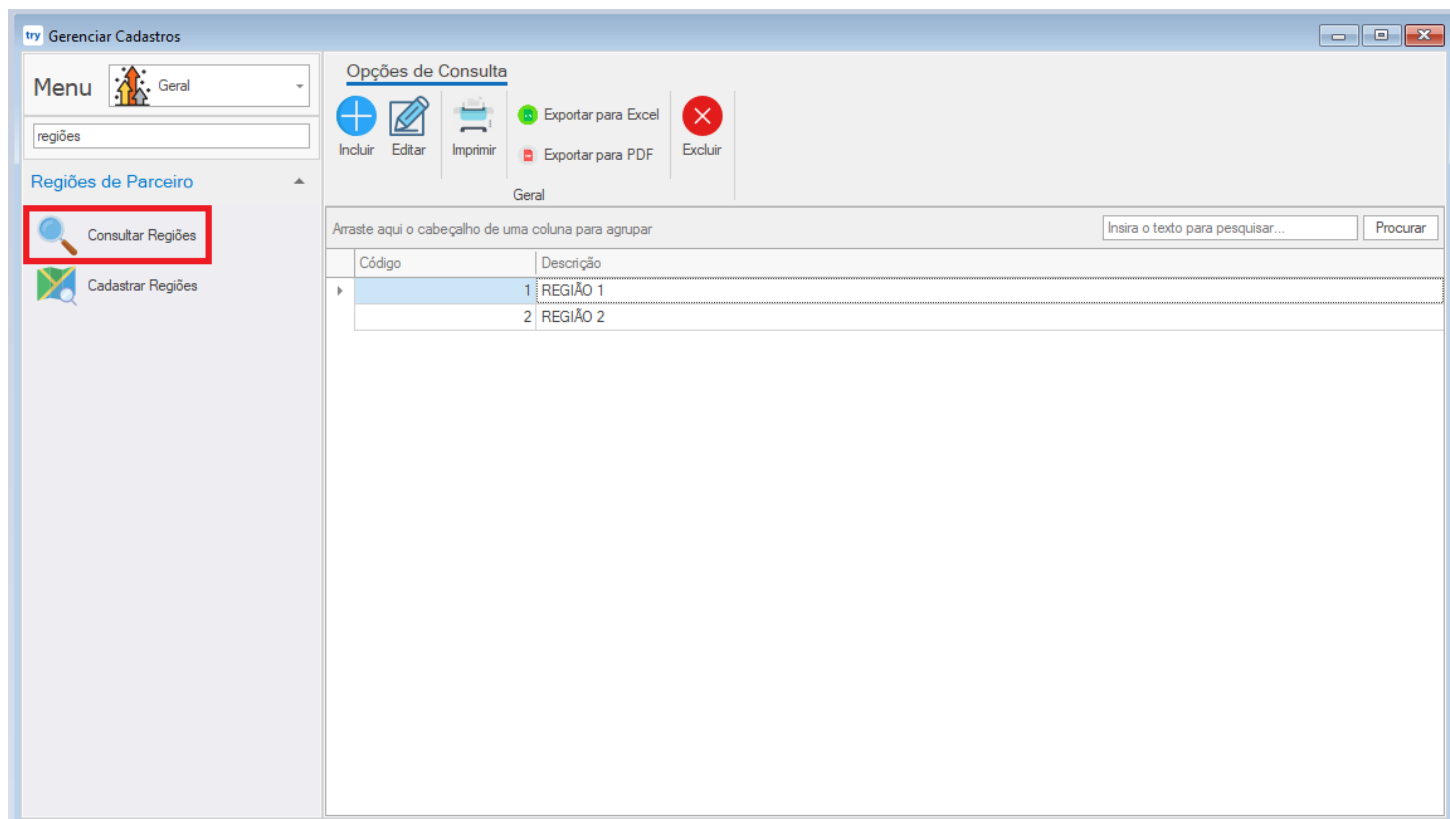 try Gerenciar Cadastros
Menu Geral
regiões
Regiões de Parceiro
Consultar Regiões
Cadastrar Regiões
Opções de Consulta
Incluir Editar Imprimir Exportar para Excel Exportar para PDF Excluir
Geral
Arraste aqui o cabeçalho de uma coluna para agrupar Insira o texto para pesquisar... Procurar
Código Descrição
1 REGIÃO 1
2 REGIÃO 2